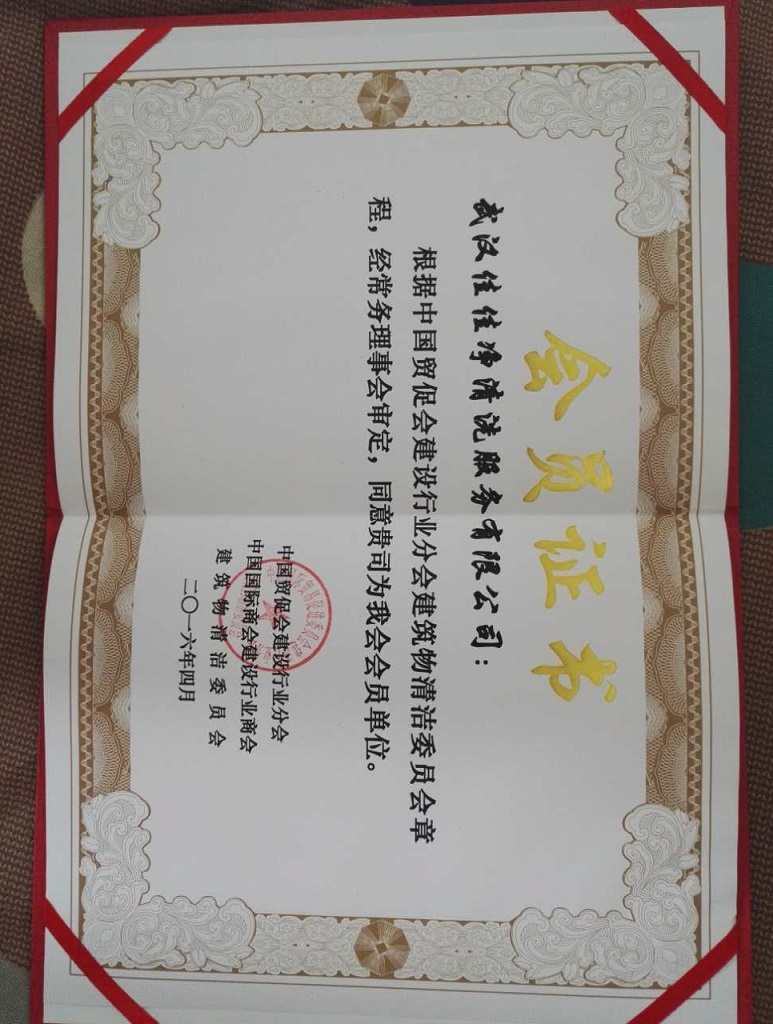 会员证书
武汉佳佳净清洗服务有限公司：
根据中国贸促会建设行业分会建筑物清洁委员会章
程，经常务理事会审定，同意贵司为我会会员单位。
中国贸促会建设行业分会
中国国际商会建设行业商会
建筑物清洁委员会
二〇一六年四月